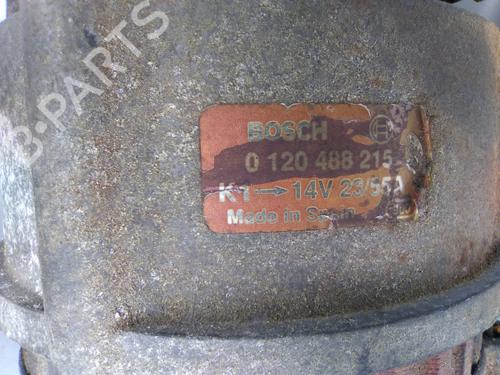 B-PARTS
BOSCH
0 120 488 215
K1→ 14V 23/55A
Made in Spain